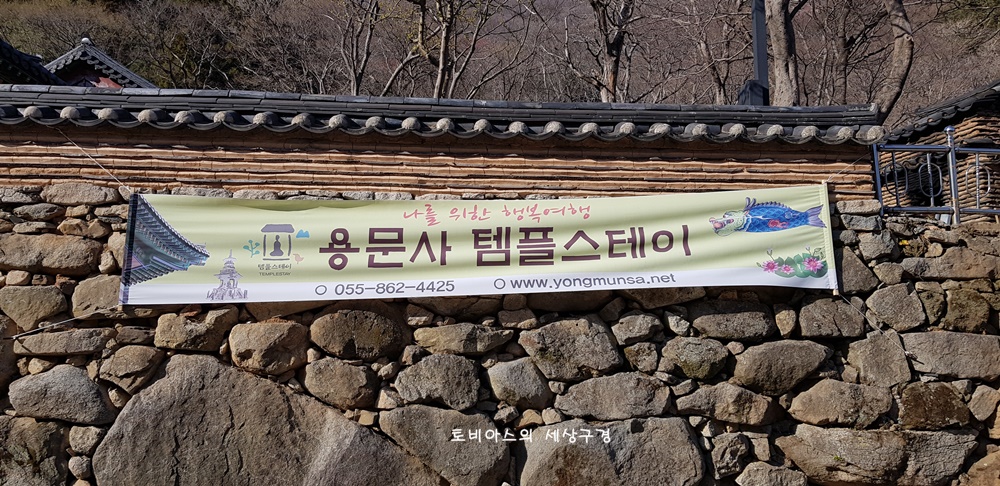 나를 위한 행복여행
용문사 템플스테이
템플스테이
TEMPLESTAY
055-862-4425
www.yongmunsa.net
토비아스의 세상구경